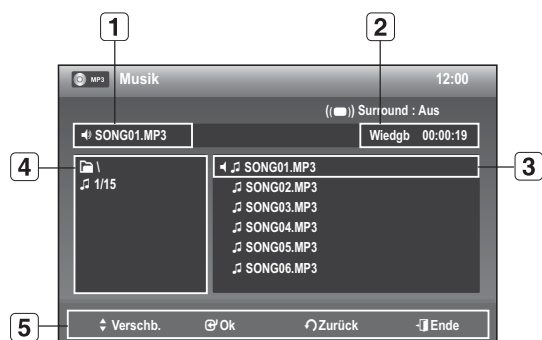 1 2
MP3 Musik 12:00
((  )) Surround : Aus
SONG01.MP3 Wiedgb 00:00:19
4 \ SONG01.MP3 3
1/15 SONG02.MP3
SONG03.MP3
SONG04.MP3
SONG05.MP3
SONG06.MP3
5 Verschb. Ok Zurück Ende